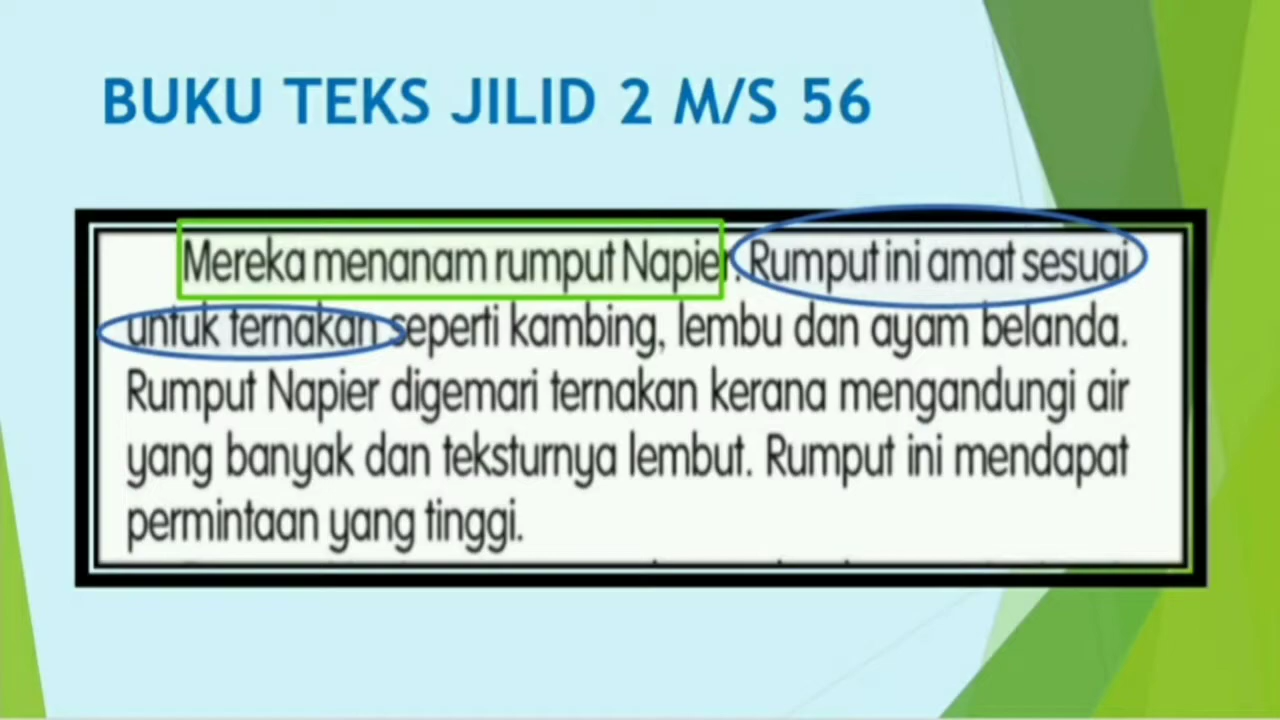 BUKU TEKS JILID 2 M/S 56
Mereka menanam rumput Napier. Rumput ini amat sesuai
untuk ternakan seperti kambing, lembu dan ayam belanda.
Rumput Napier digemari ternakan kerana mengandungi air
yang banyak dan teksturnya lembut. Rumput ini mendapat
permintaan yang tinggi.